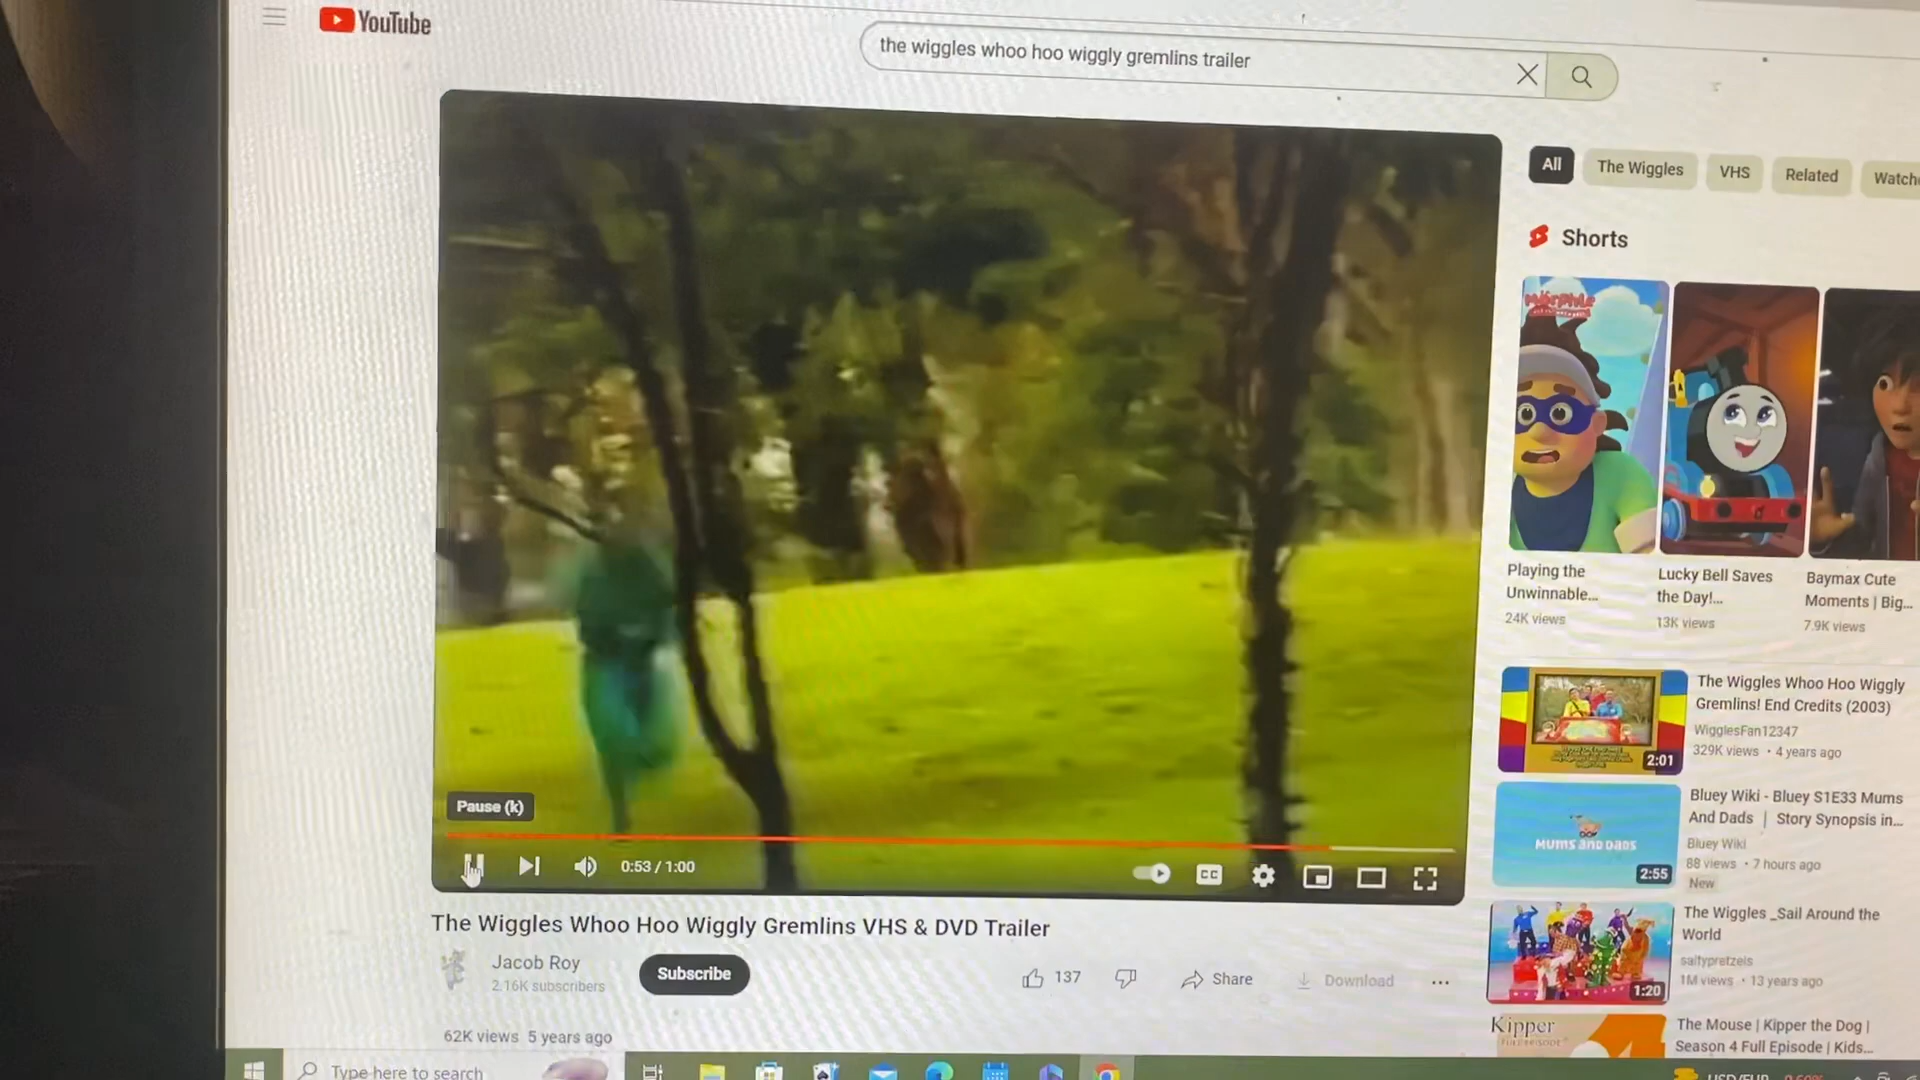 YouTube
the wiggles whoo hoo wiggly gremlins trailer
All
The Wiggles
VHS
Related
Shorts
Morphle
Playing the
Unwinnable...
24K views
Lucky Bell Saves
the Day!...
13K views
Baymax Cute
Moments | Big...
7.9K views
The Wiggles Whoo Hoo Wiggly
Gremlins! End Credits (2003)
WigglesFan12347
329K views • 4 years ago
2:01
Bluey Wiki - Bluey S1E33 Mums
And Dads | Story Synopsis in...
Bluey Wiki
88 views • 7 hours ago
New
MUMS AND DADS
2:55
The Wiggles _Sail Around the
World
saltypretzels
1M views • 13 years ago
1:20
Kipper
The Mouse | Kipper the Dog |
Season 4 Full Episode | Kids...
Pause (k)
0:53 / 1:00
CC
The Wiggles Whoo Hoo Wiggly Gremlins VHS & DVD Trailer
Jacob Roy
2.16K subscribers
Subscribe
137
Share
Download
62K views 5 years ago
Type here to search
USD/EUR